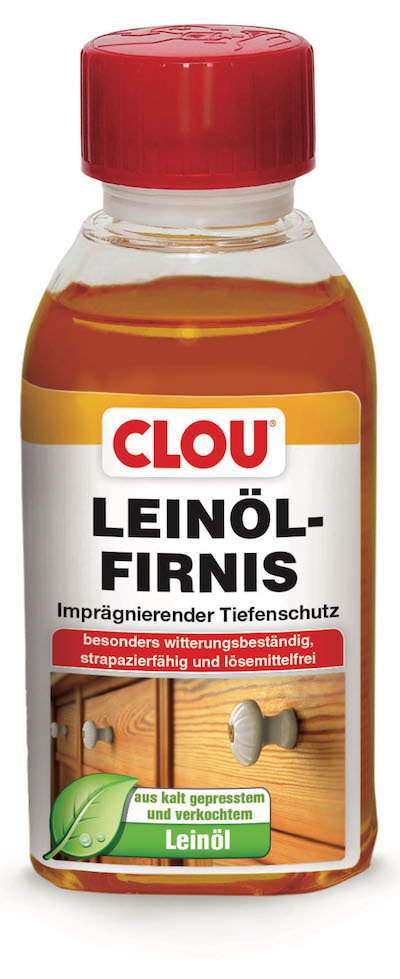 CLOU®
LEINÖL-
FIRNIS
Imprägnierender Tiefenschutz
besonders witterungsbeständig,
strapazierfähig und lösemittelfrei
aus kalt gepresstem
und verkochtem
Leinöl